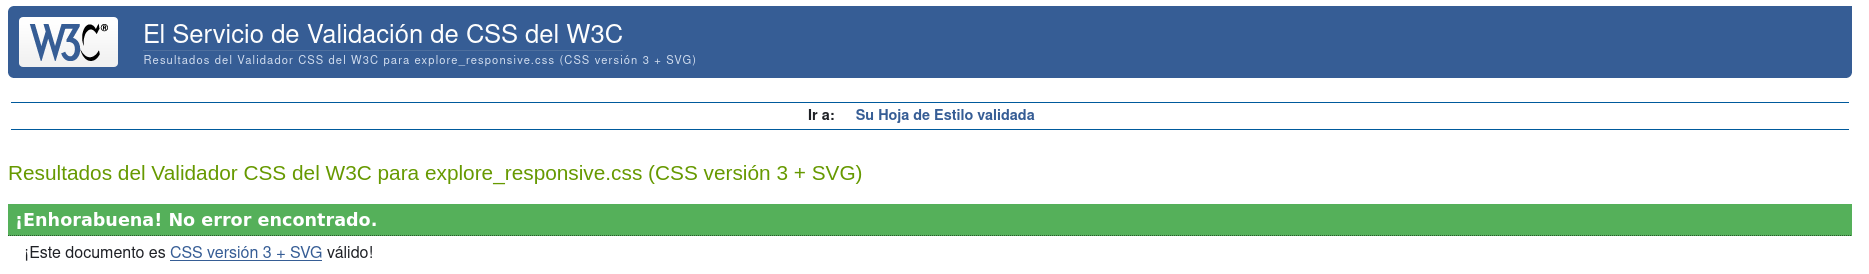 W3C® El Servicio de Validación de CSS del W3C
Resultados del Validador CSS del W3C para explore_responsive.css (CSS versión 3 + SVG)
Ir a: Su Hoja de Estilo validada
Resultados del Validador CSS del W3C para explore_responsive.css (CSS versión 3 + SVG)
¡Enhorabuena! No error encontrado.
¡Este documento es CSS versión 3 + SVG válido!